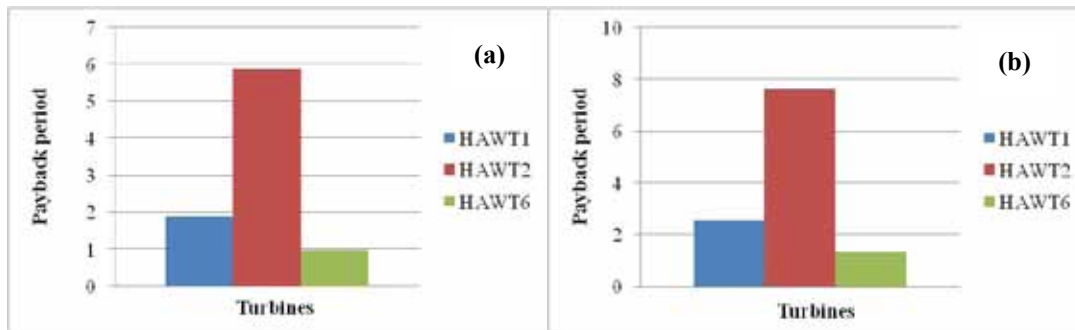 7
6
5
4
3
2
1
0
Payback period
Turbines
HAWT1
HAWT2
HAWT6
(a)
10
8
6
4
2
0
Payback period
Turbines
HAWT1
HAWT2
HAWT6
(b)